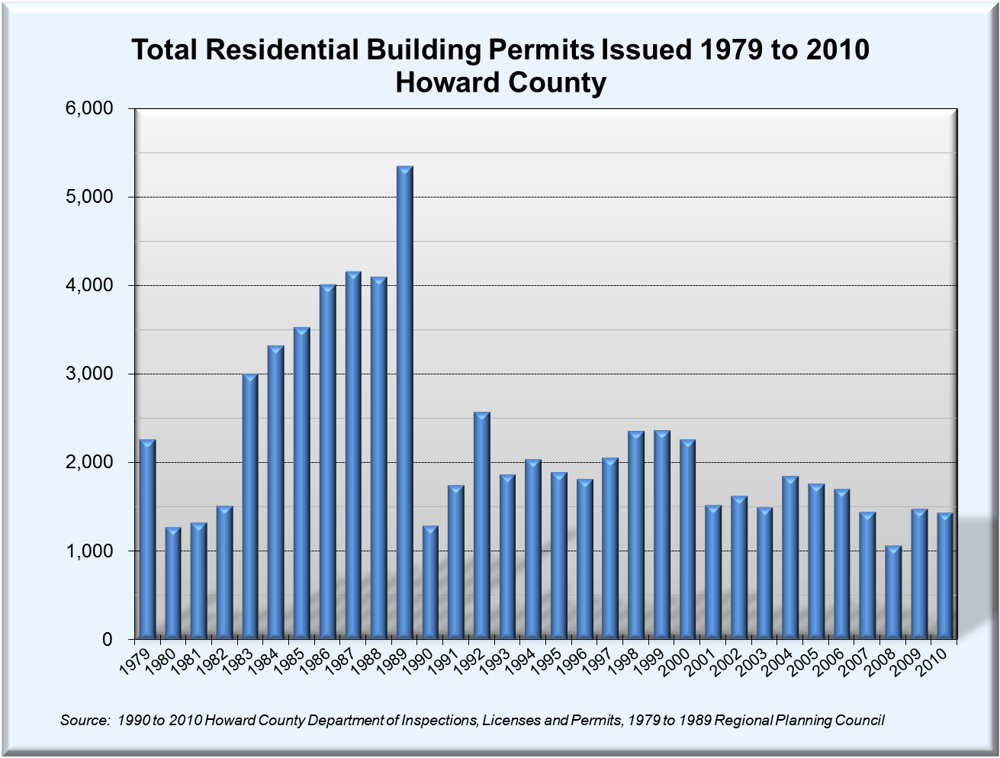 Total Residential Building Permits Issued 1979 to 2010
Howard County
6,000
5,000
4,000
3,000
2,000
1,000
0
1979 1980 1981 1982 1983 1984 1985 1986 1987 1988 1989 1990 1991 1992 1993 1994 1995 1996 1997 1998 1999 2000 2001 2002 2003 2004 2005 2006 2007 2008 2009 2010
Source: 1990 to 2010 Howard County Department of Inspections, Licenses and Permits, 1979 to 1989 Regional Planning Council